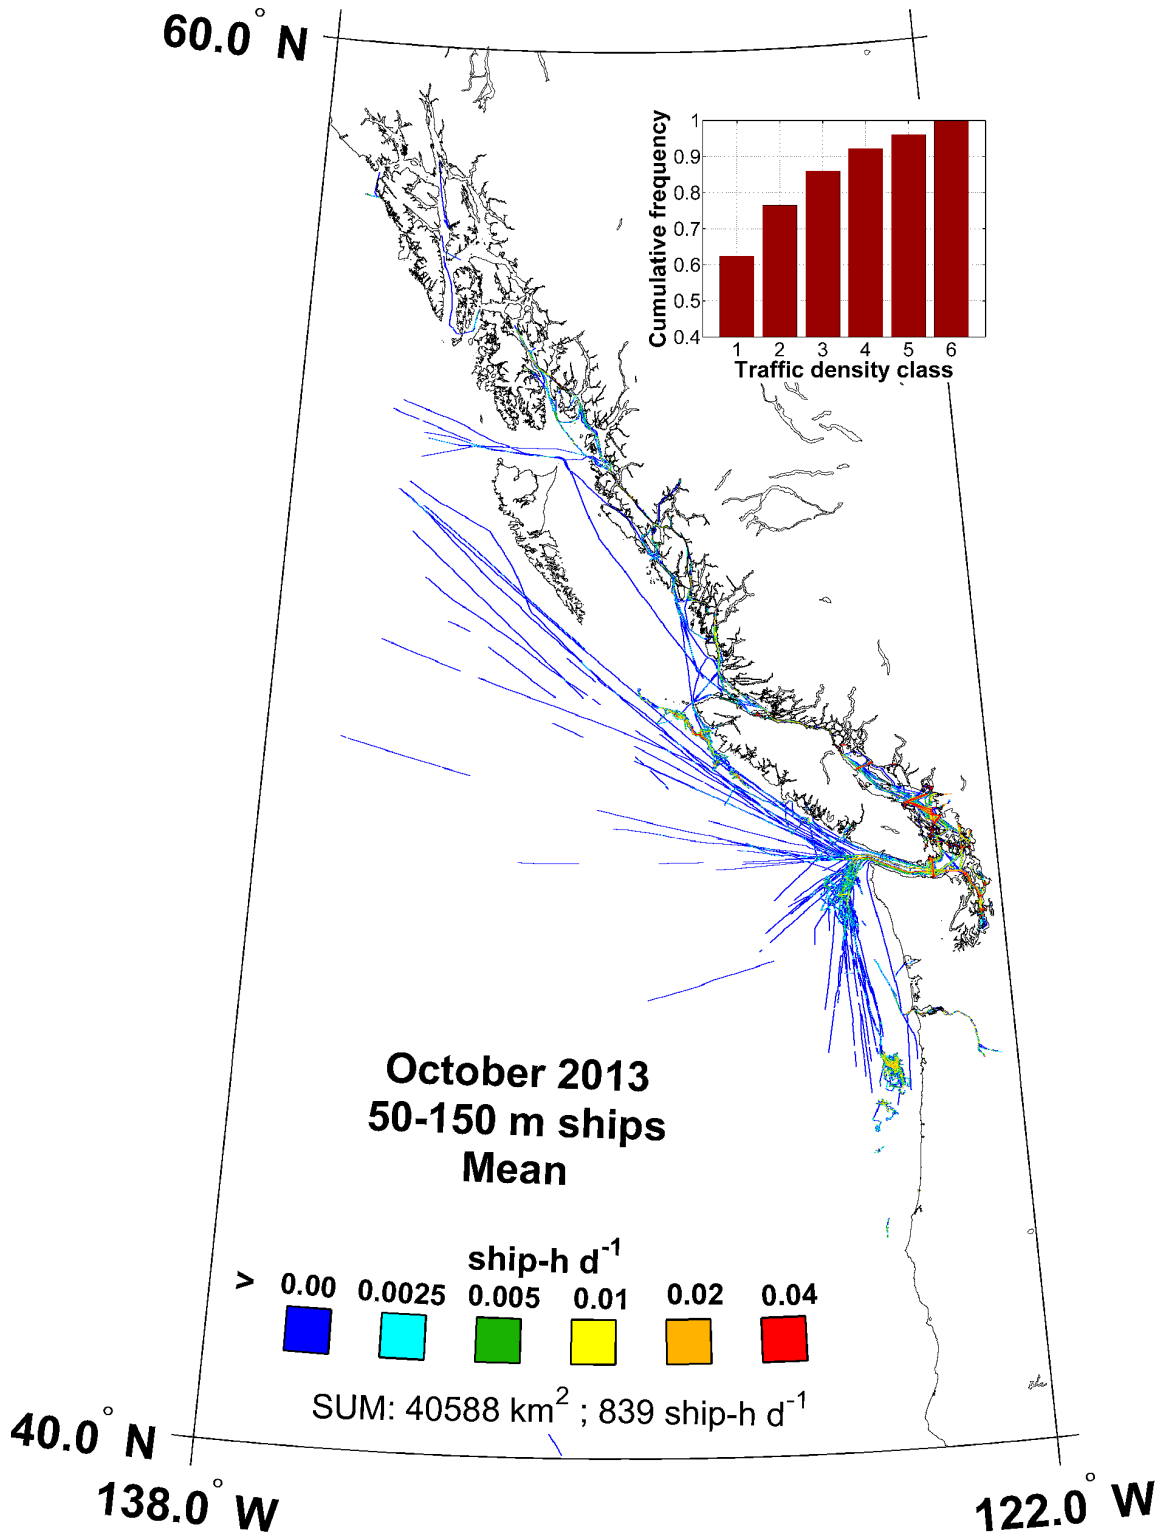 60.0° N
Cumulative frequency
1
0.9
0.8
0.7
0.6
0.5
0.4
1 2 3 4 5 6
Traffic density class
October 2013
50-150 m ships
Mean
ship-h d⁻¹
> 0.00 0.0025 0.005 0.01 0.02 0.04
SUM: 40588 km² ; 839 ship-h d⁻¹
40.0° N
138.0° W
122.0° W